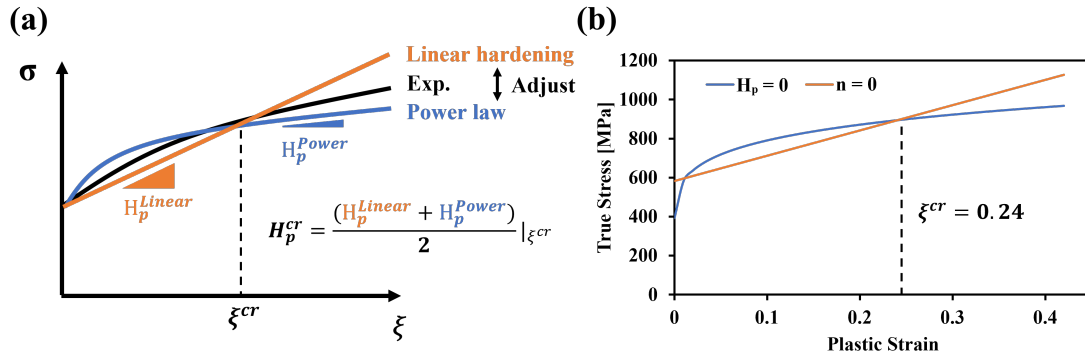 (a)
σ
Linear hardening
Exp.
Adjust
Power law
H_p^{Power}
H_p^{Linear}
H_p^{cr} = \frac{(H_p^{Linear} + H_p^{Power})}{2}|_{ξ^{cr}}
ξ^{cr}
ξ
(b)
H_p = 0
n = 0
True Stress [MPa]
1200
1000
800
600
400
200
0
ξ^{cr} = 0.24
0
0.1
0.2
0.3
0.4
Plastic Strain